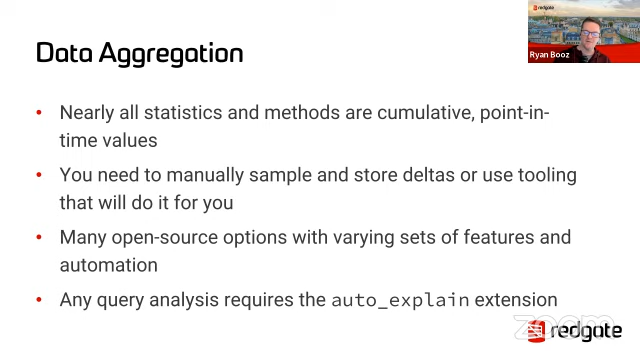 Data Aggregation
redgate
Ryan Booz
• Nearly all statistics and methods are cumulative, point-in-
time values
• You need to manually sample and store deltas or use tooling
that will do it for you
• Many open-source options with varying sets of features and
automation
• Any query analysis requires the auto_explain extension
zoom
redgate